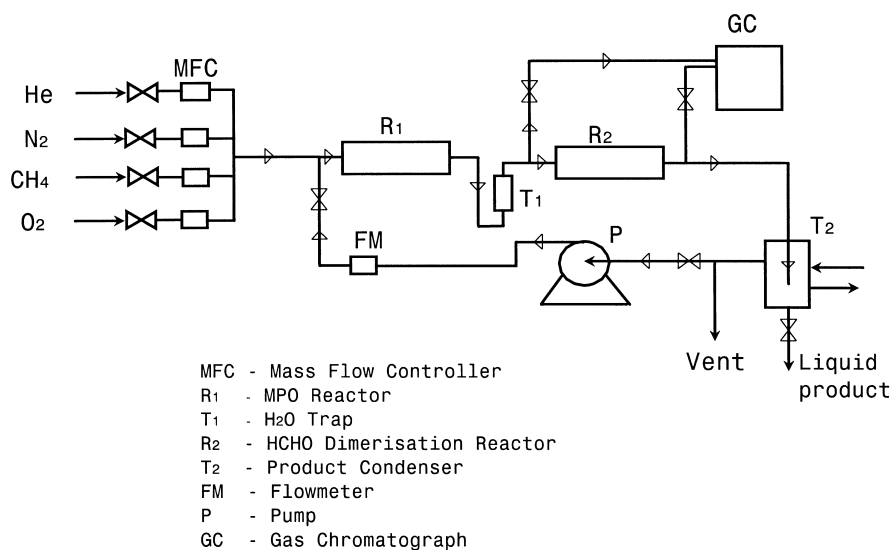 GC
MFC
He
N2
CH4
O2
R1
R2
T1
T2
FM
P
Vent
Liquid
product
MFC - Mass Flow Controller
R1 - MPO Reactor
T1 - H2O Trap
R2 - HCHO Dimerisation Reactor
T2 - Product Condenser
FM - Flowmeter
P - Pump
GC - Gas Chromatograph